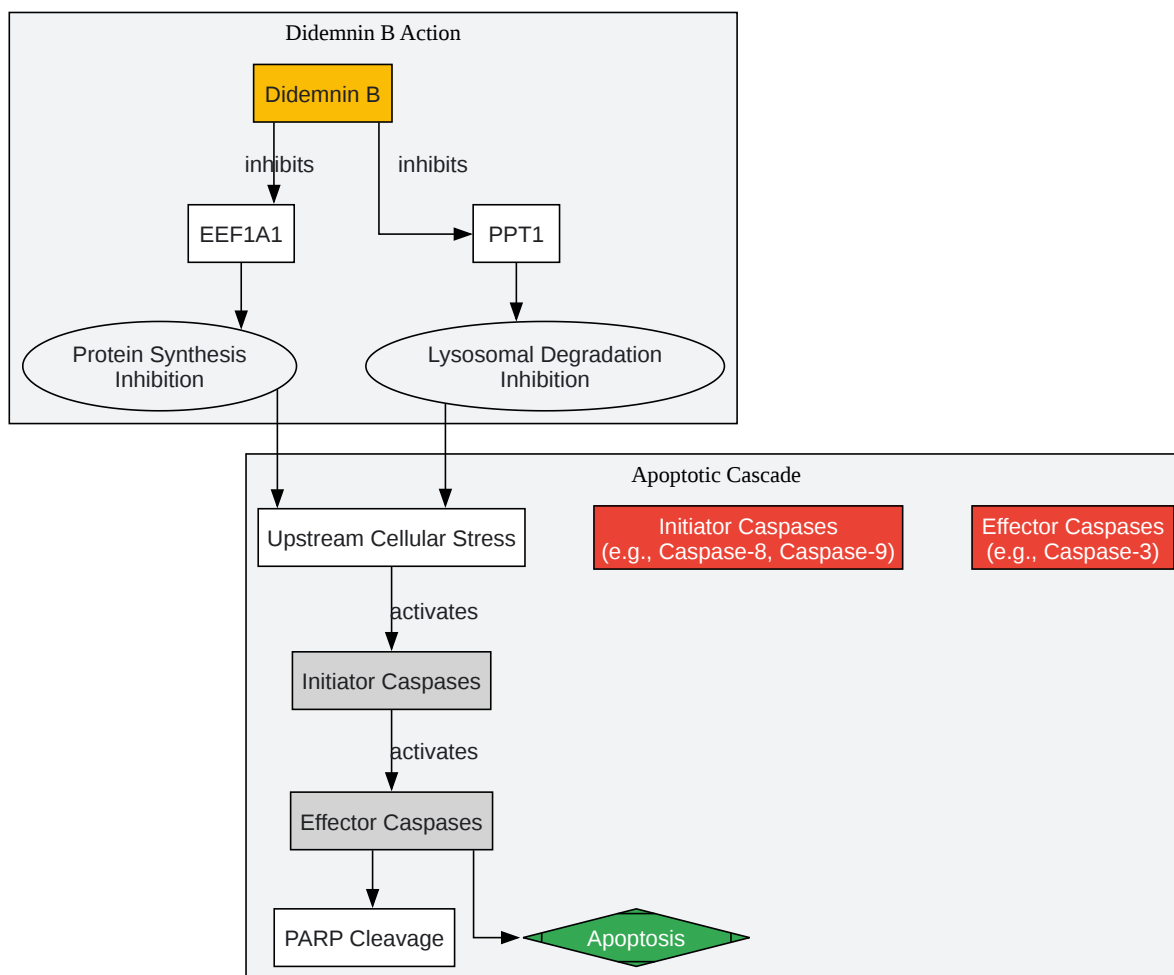 Didemnin B Action
Didemnin B
inhibits
inhibits
EEF1A1
PPT1
Protein Synthesis
Inhibition
Lysosomal Degradation
Inhibition
Apoptotic Cascade
Upstream Cellular Stress
Initiator Caspases
(e.g., Caspase-8, Caspase-9)
Effector Caspases
(e.g., Caspase-3)
activates
Initiator Caspases
activates
Effector Caspases
PARP Cleavage
Apoptosis